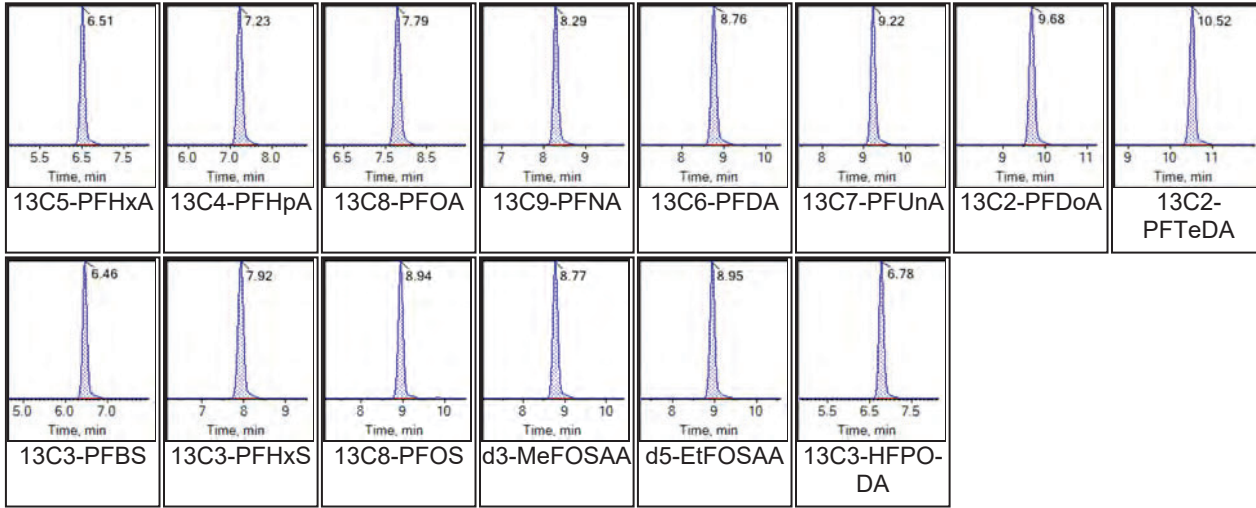 6.51
5.5 6.5 7.5
Time, min
13C5-PFHxA
7.23
6.0 7.0 8.0
Time, min
13C4-PFHpA
7.79
6.5 7.5 8.5
Time, min
13C8-PFOA
8.29
7 8 9
Time, min
13C9-PFNA
8.76
8 9 10
Time, min
13C6-PFDA
9.22
8 9 10
Time, min
13C7-PFUnA
9.68
9 10 11
Time, min
13C2-PFDoA
10.52
9 10 11
Time, min
13C2-
PFTeDA
6.46
5.0 6.0 7.0
Time, min
13C3-PFBS
7.92
7 8 9
Time, min
13C3-PFHxS
8.94
8 9 10
Time, min
13C8-PFOS
8.77
8 9 10
Time, min
d3-MeFOSAA
8.95
8 9 10
Time, min
d5-EtFOSAA
6.78
5.5 6.5 7.5
Time, min
13C3-HFPO-
DA